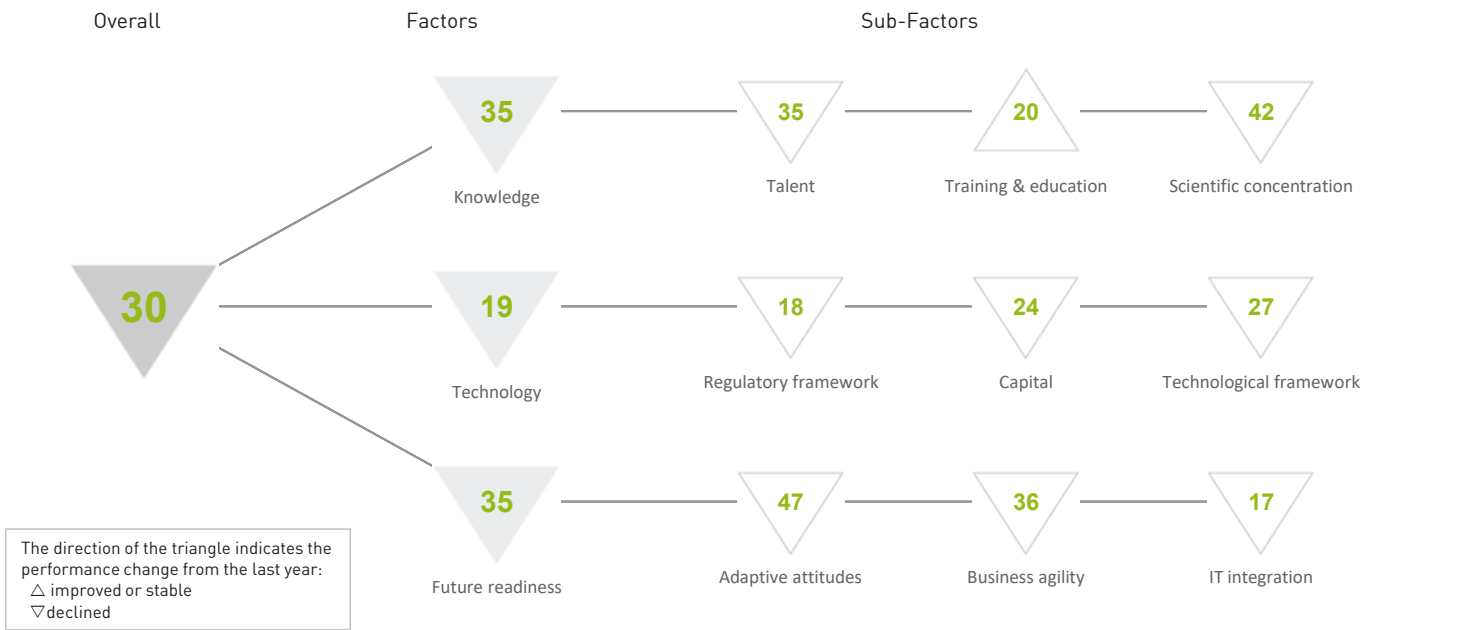 Overall
Factors
Sub-Factors
35
Knowledge
35
Talent
20
Training & education
42
Scientific concentration
30
19
Technology
18
Regulatory framework
24
Capital
27
Technological framework
35
Future readiness
47
Adaptive attitudes
36
Business agility
17
IT integration
The direction of the triangle indicates the
performance change from the last year:
△ improved or stable
▽ declined